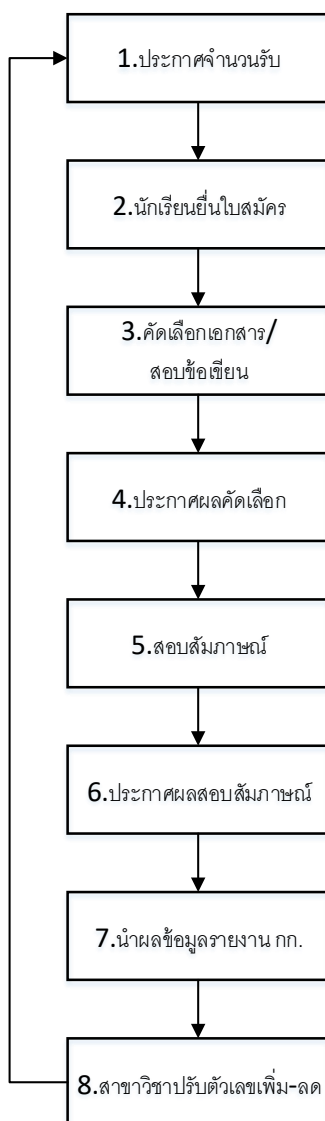 1.ประกาศจำนวนรับ
2.นักเรียนยื่นใบสมัคร
3.คัดเลือกเอกสาร/
สอบข้อเขียน
4.ประกาศผลคัดเลือก
5.สอบสัมภาษณ์
6.ประกาศผลสอบสัมภาษณ์
7.นำผลข้อมูลรายงาน กก.
8.สาขาวิชาปรับตัวเลขเพิ่ม-ลด